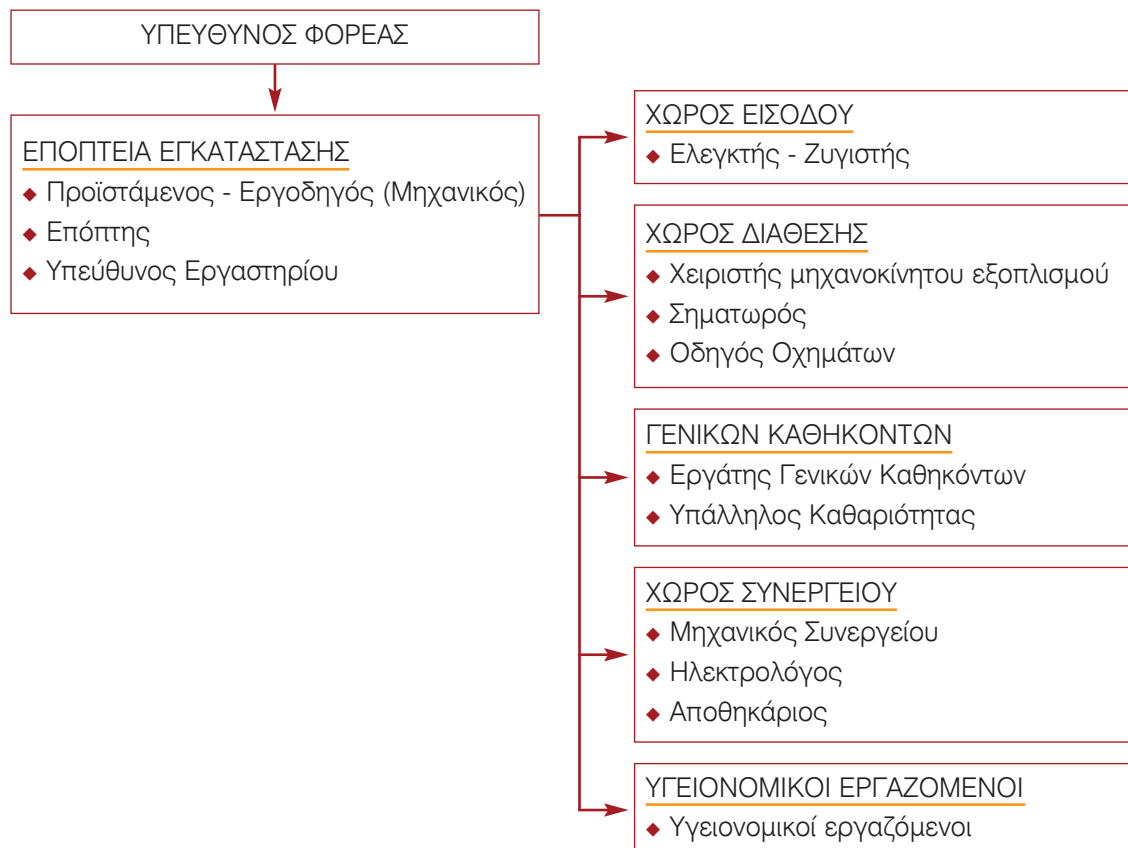 ΥΠΕΥΘΥΝΟΣ ΦΟΡΕΑΣ
ΕΠΟΠΤΕΙΑ ΕΓΚΑΤΑΣΤΑΣΗΣ
◆ Προϊστάμενος - Εργοδηγός (Μηχανικός)
◆ Επόπτης
◆ Υπεύθυνος Εργαστηρίου
ΧΩΡΟΣ ΕΙΣΟΔΟΥ
◆ Ελεγκτής - Ζυγιστής
ΧΩΡΟΣ ΔΙΑΘΕΣΗΣ
◆ Χειριστής μηχανοκίνητου εξοπλισμού
◆ Σηματωρός
◆ Οδηγός Οχημάτων
ΓΕΝΙΚΩΝ ΚΑΘΗΚΟΝΤΩΝ
◆ Εργάτης Γενικών Καθηκόντων
◆ Υπάλληλος Καθαριότητας
ΧΩΡΟΣ ΣΥΝΕΡΓΕΙΟΥ
◆ Μηχανικός Συνεργείου
◆ Ηλεκτρολόγος
◆ Αποθηκάριος
ΥΓΕΙΟΝΟΜΙΚΟΙ ΕΡΓΑΖΟΜΕΝΟΙ
◆ Υγειονομικοί εργαζόμενοι